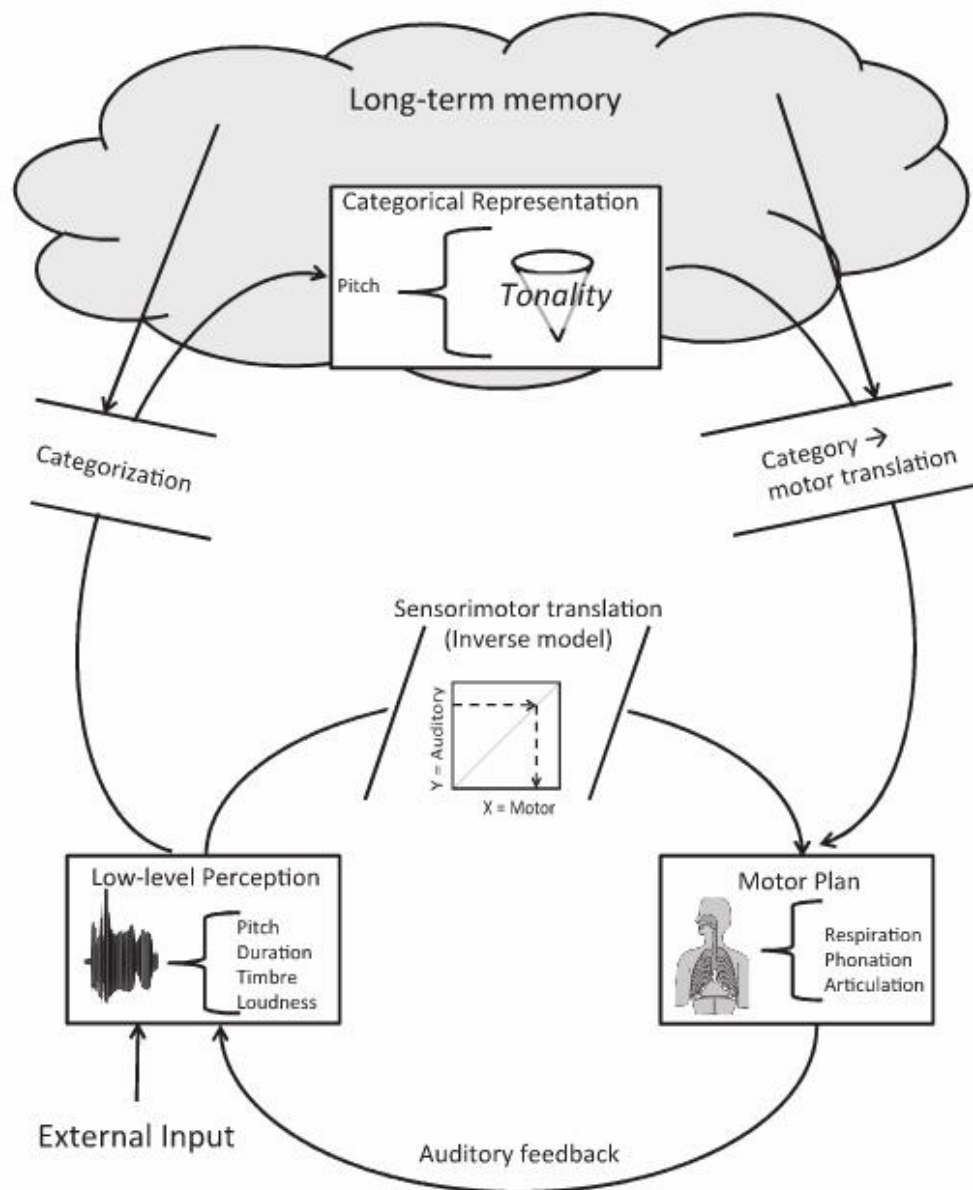 Long-term memory
Categorical Representation
Pitch
Tonality
Categorization
Category →
motor translation
Sensorimotor translation
(Inverse model)
Y = Auditory
X = Motor
Low-level Perception
Pitch
Duration
Timbre
Loudness
Motor Plan
Respiration
Phonation
Articulation
External Input
Auditory feedback